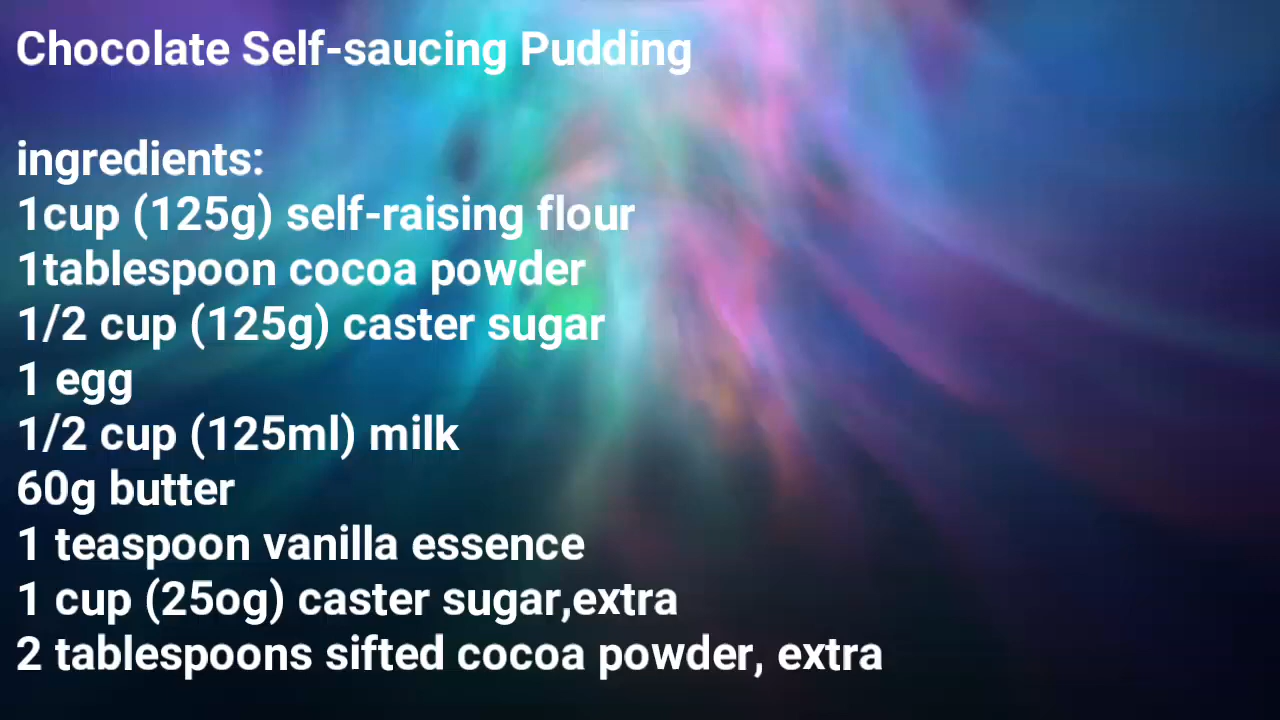 Chocolate Self-saucing Pudding
ingredients:
1cup (125g) self-raising flour
1tablespoon cocoa powder
1/2 cup (125g) caster sugar
1 egg
1/2 cup (125ml) milk
60g butter
1 teaspoon vanilla essence
1 cup (25og) caster sugar,extra
2 tablespoons sifted cocoa powder, extra